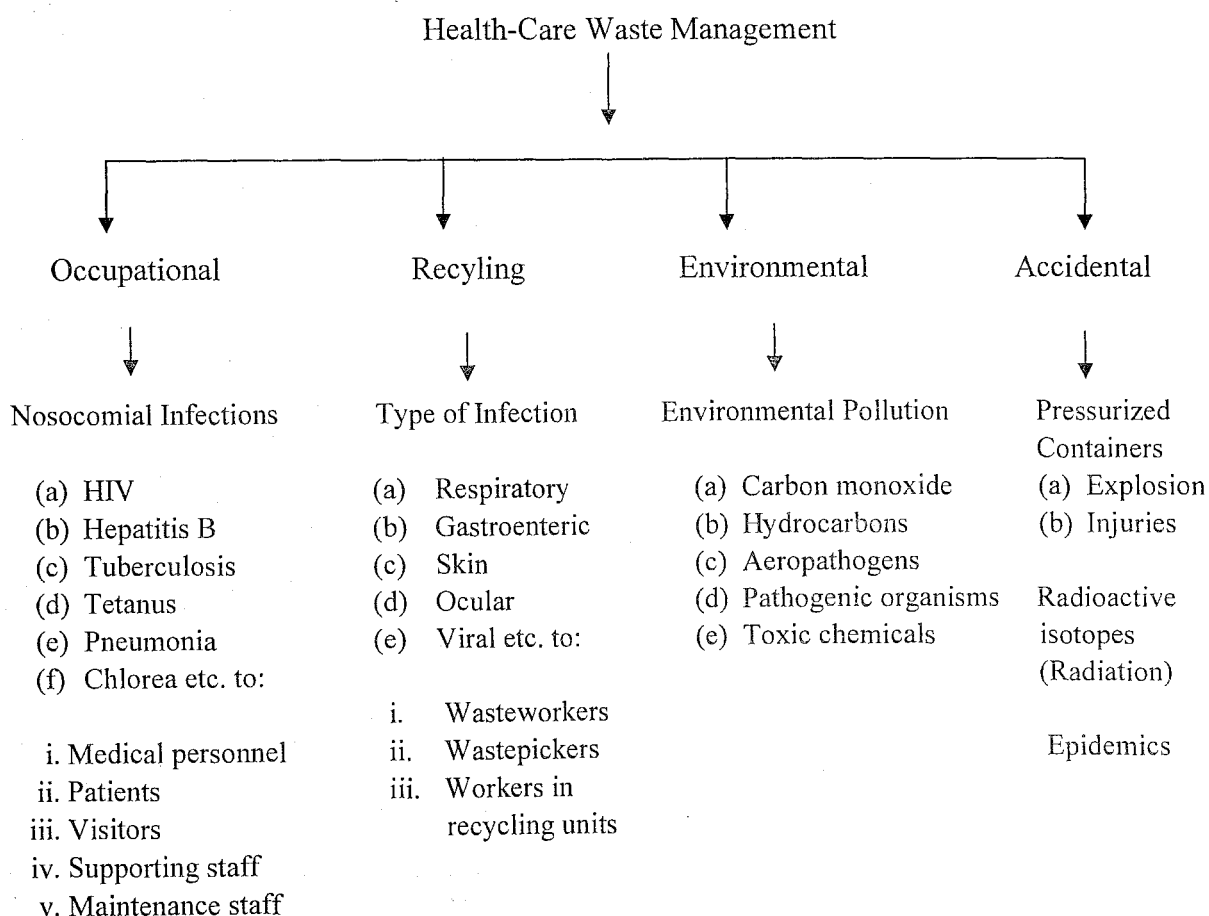 Health-Care Waste Management
Occupational
Recyling
Environmental
Accidental
Nosocomial Infections
(a) HIV
(b) Hepatitis B
(c) Tuberculosis
(d) Tetanus
(e) Pneumonia
(f) Chlorea etc. to:
i. Medical personnel
ii. Patients
iii. Visitors
iv. Supporting staff
v. Maintenance staff
Type of Infection
(a) Respiratory
(b) Gastroenteric
(c) Skin
(d) Ocular
(e) Viral etc. to:
i. Wasteworkers
ii. Wastepickers
iii. Workers in
recycling units
Environmental Pollution
(a) Carbon monoxide
(b) Hydrocarbons
(c) Aeropathogens
(d) Pathogenic organisms
(e) Toxic chemicals
Pressurized
Containers
(a) Explosion
(b) Injuries
Radioactive
isotopes
(Radiation)
Epidemics